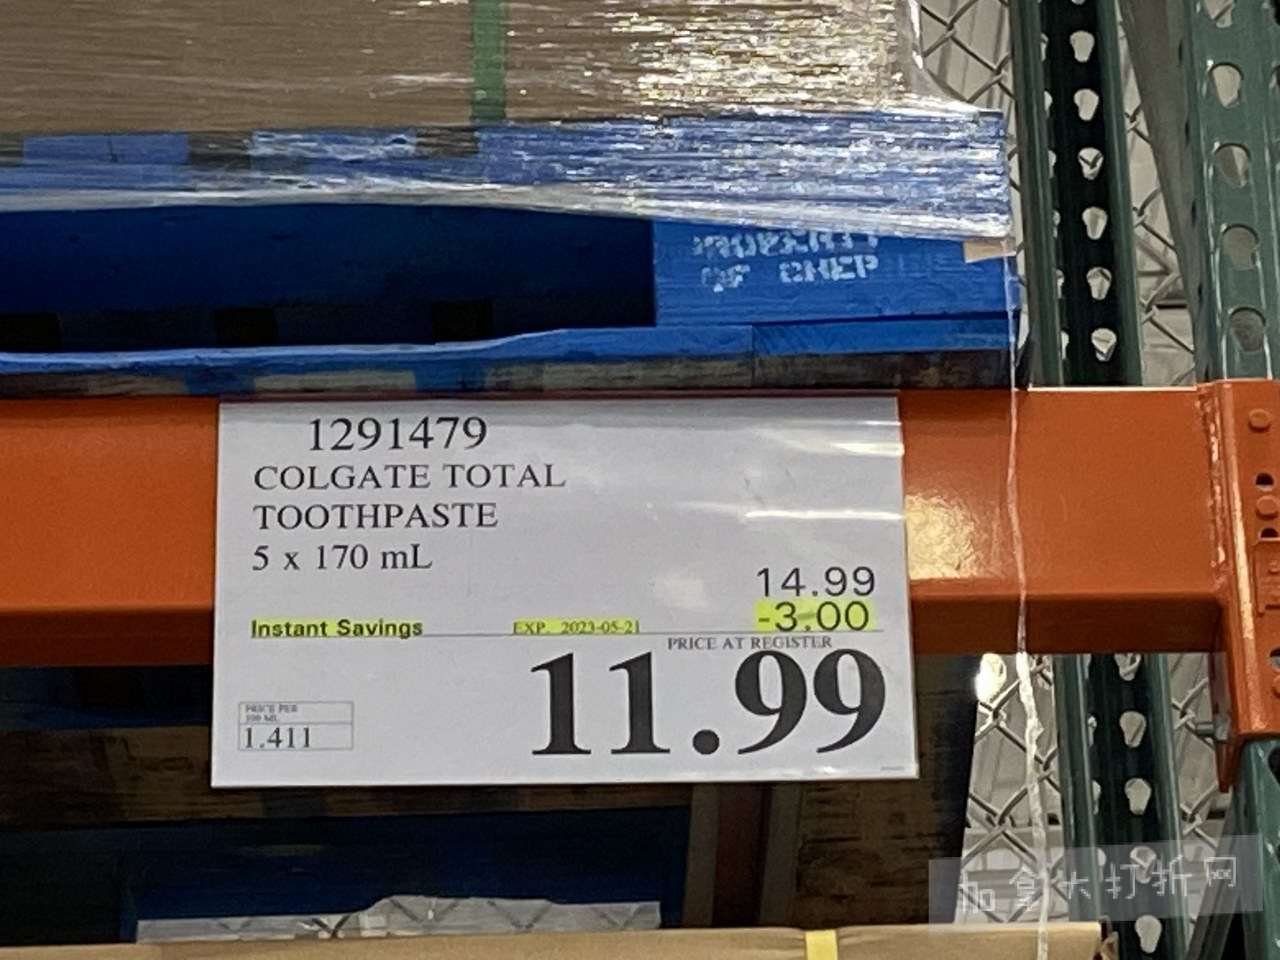 PROPERTY
OF CHEP
1291479
COLGATE TOTAL
TOOTHPASTE
5 x 170 mL
14.99
-3.00
Instant Savings EXP. 2023-05-21
PRICE AT REGISTER
11.99
PRICE PER
100 ML
1.411
加拿大打折网